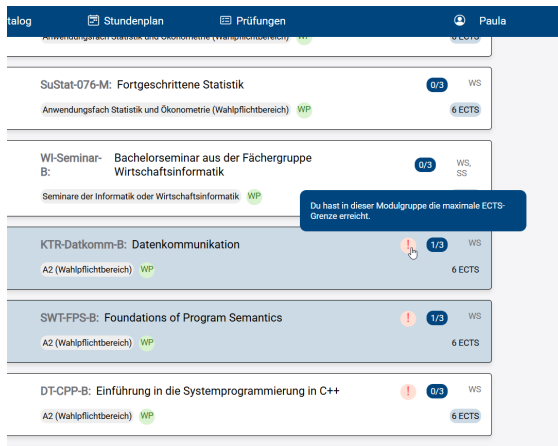 talog Stundenplan Prüfungen Paula
Anwendungsfach Statistik und Ökonometrie (Wahlpflichtbereich) WP 6 ECTS
SuStat-076-M: Fortgeschrittene Statistik 0/3 WS
Anwendungsfach Statistik und Ökonometrie (Wahlpflichtbereich) WP 6 ECTS
WI-Seminar-B: Bachelorseminar aus der Fächergruppe Wirtschaftsinformatik 0/3 WS, SS
Seminare der Informatik oder Wirtschaftsinformatik WP
Du hast in dieser Modulgruppe die maximale ECTS-
Grenze erreicht.
KTR-Datkomm-B: Datenkommunikation ! 1/3 WS
A2 (Wahlpflichtbereich) WP 6 ECTS
SWT-FPS-B: Foundations of Program Semantics ! 1/3 WS
A2 (Wahlpflichtbereich) WP 6 ECTS
DT-CPP-B: Einführung in die Systemprogrammierung in C++ ! 0/3 WS
A2 (Wahlpflichtbereich) WP 6 ECTS